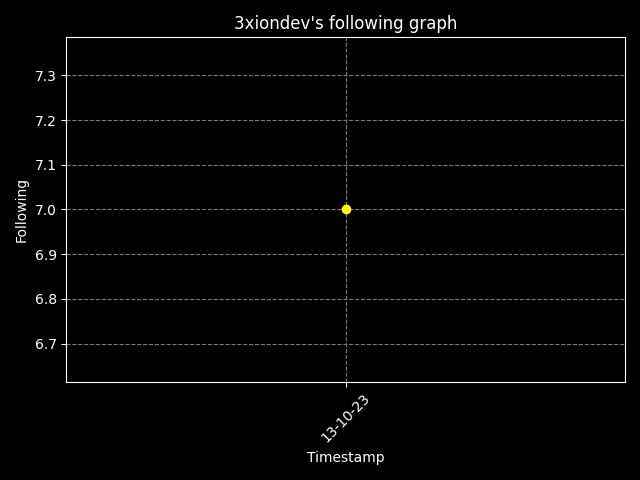 3xiondev's following graph
7.3
7.2
7.1
7.0
6.9
6.8
6.7
Following
13-10-23
Timestamp